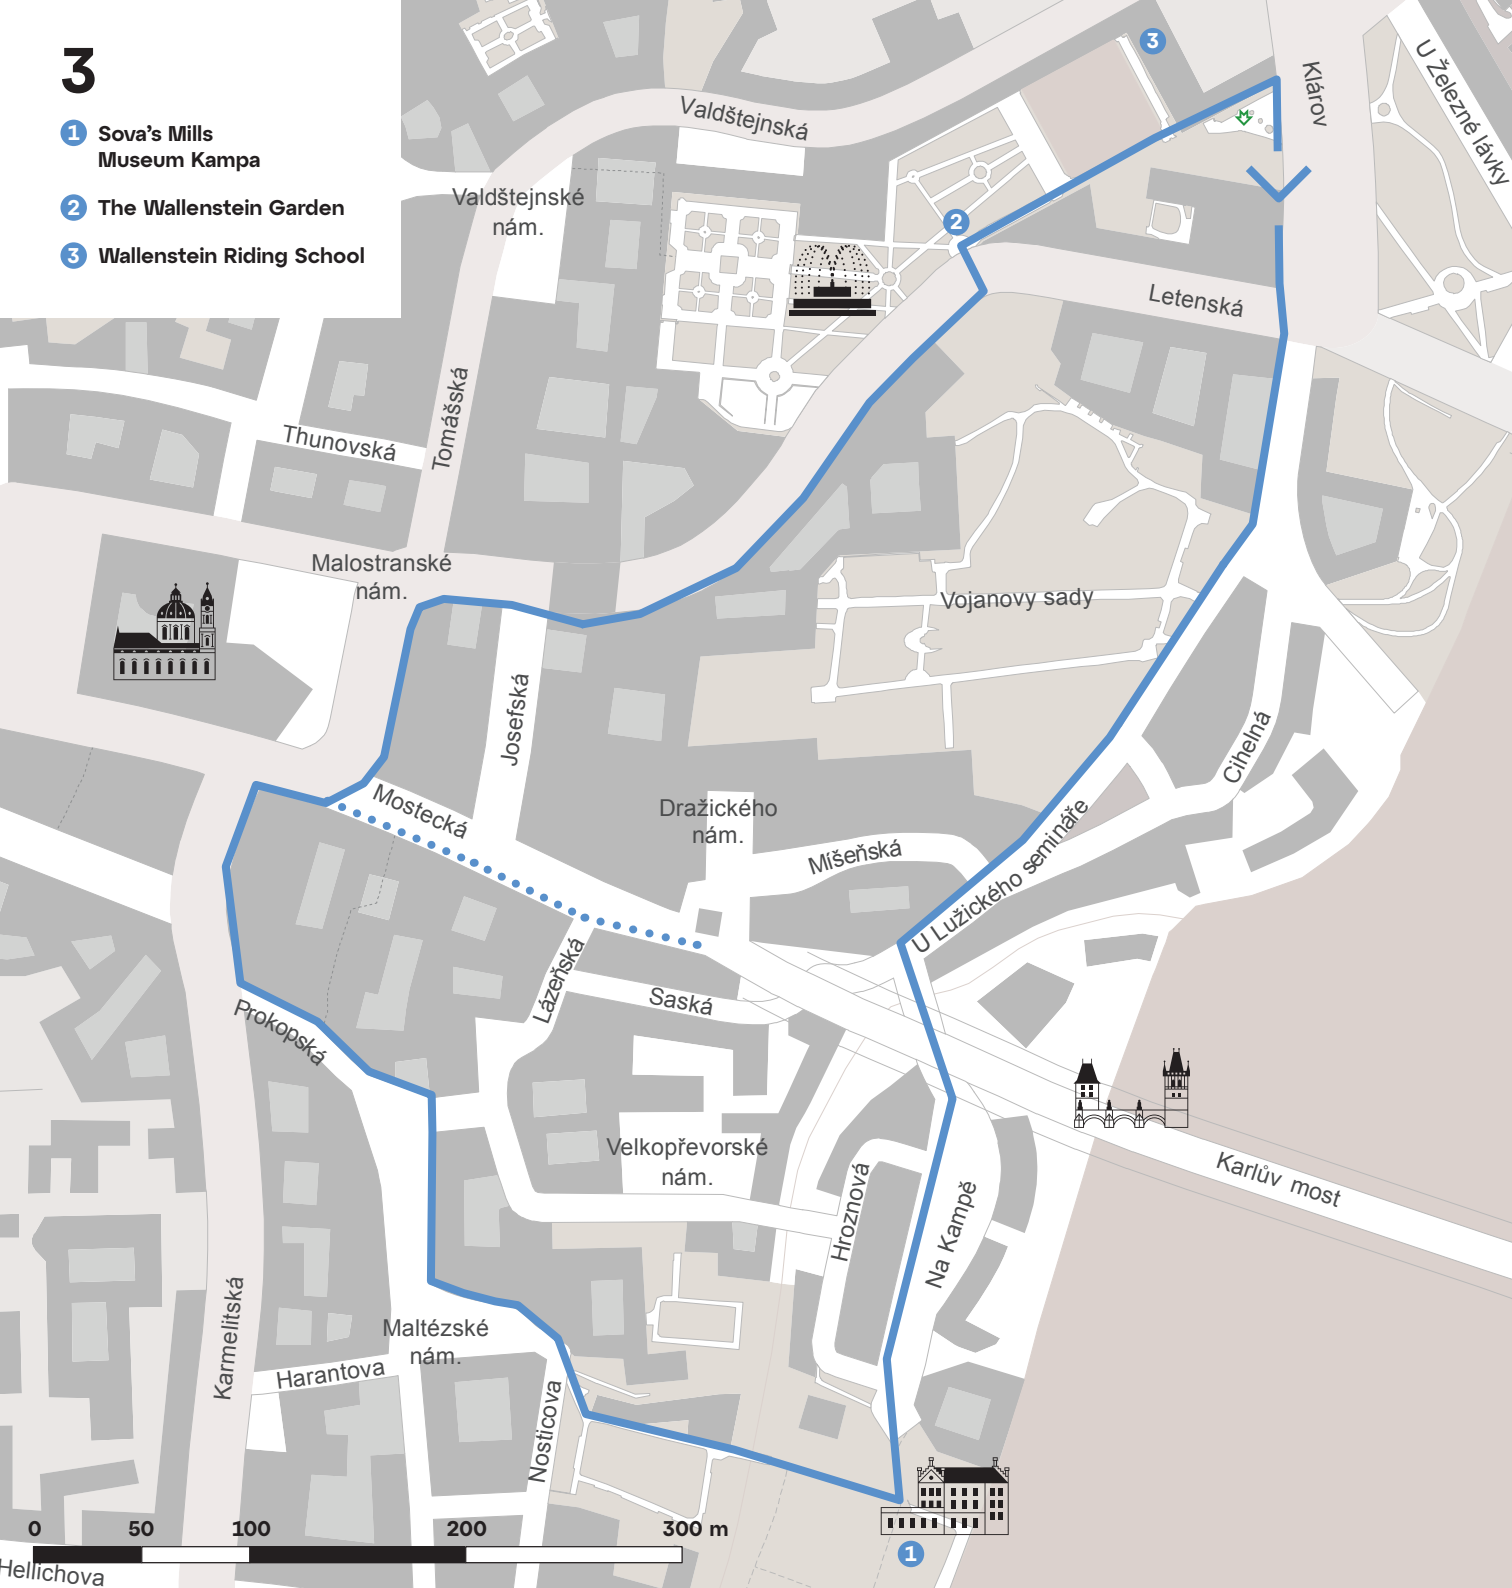 3
1 Sova's Mills
Museum Kampa
2 The Wallenstein Garden
3 Wallenstein Riding School
3
Klárov
U Železné lávky
Valdštejnská
Valdštejnské
nám.
2
Letenská
Tomášská
Thunovská
Malostranské
nám.
Vojanovy sady
Josefská
Cihelná
Mostecká
Dražického
nám.
Míšeňská
U Lužického semináře
Lázeňská
Saská
Prokopská
Velkopřevorské
nám.
Karlův most
Hroznová
Na Kampě
Karmelitská
Maltézské
nám.
Harantova
Nosticova
0 50 100 200 300 m
1
Hellichova